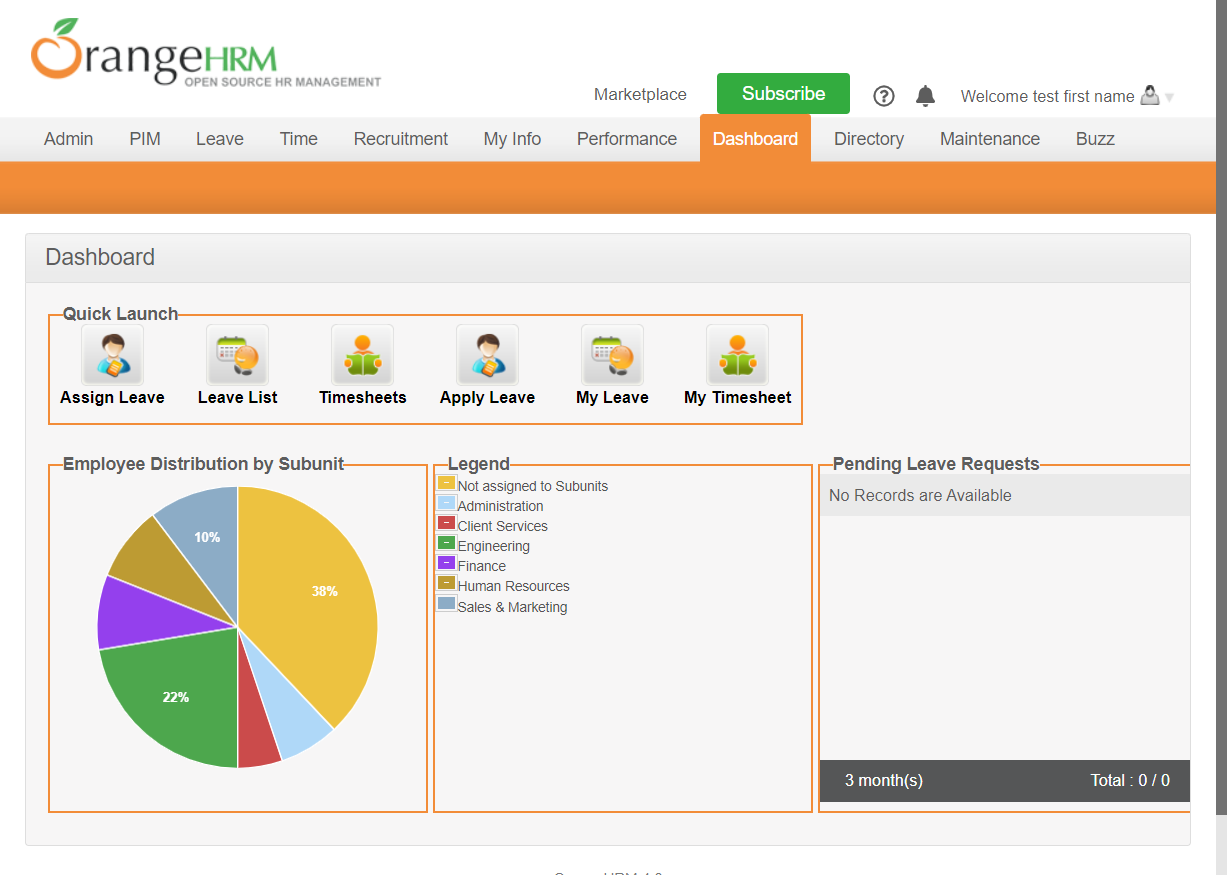 OrangeHRM
OPEN SOURCE HR MANAGEMENT
Marketplace
Subscribe
?
Welcome test first name
Admin PIM Leave Time Recruitment My Info Performance Dashboard Directory Maintenance Buzz
Dashboard
Quick Launch
Assign Leave Leave List Timesheets Apply Leave My Leave My Timesheet
Employee Distribution by Subunit
10%
38%
22%
Legend
Not assigned to Subunits
Administration
Client Services
Engineering
Finance
Human Resources
Sales & Marketing
Pending Leave Requests
No Records are Available
3 month(s) Total : 0 / 0